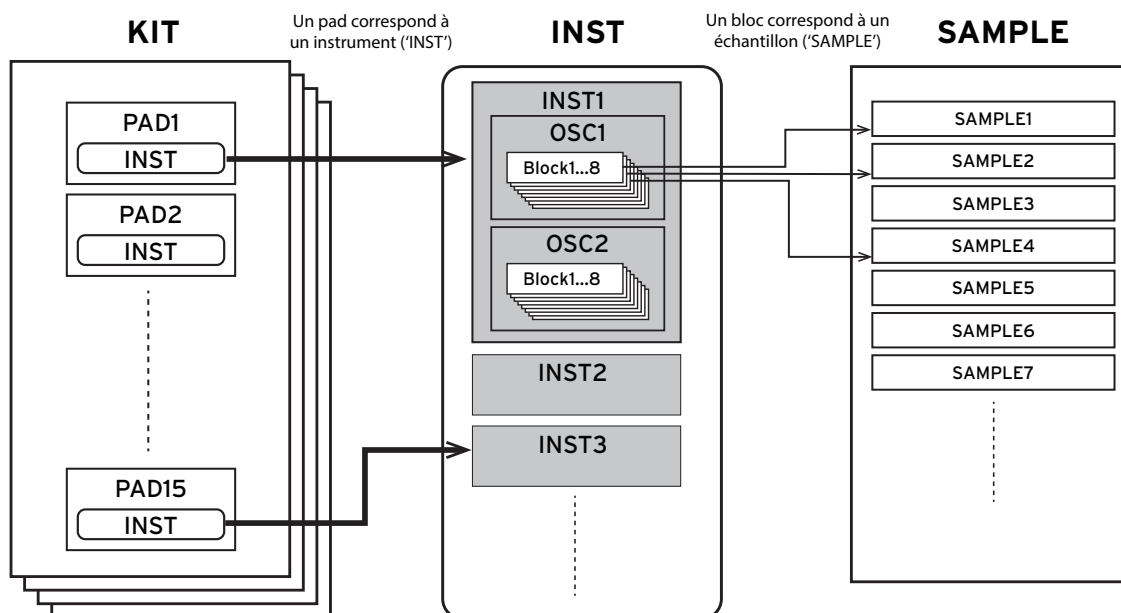 KIT
Un pad correspond à
un instrument (‘INST’)
INST
Un bloc correspond à un
échantillon (‘SAMPLE’)
SAMPLE
PAD1
INST
PAD2
INST
PAD15
INST
INST1
OSC1
Block1...8
OSC2
Block1...8
INST2
INST3
SAMPLE1
SAMPLE2
SAMPLE3
SAMPLE4
SAMPLE5
SAMPLE6
SAMPLE7